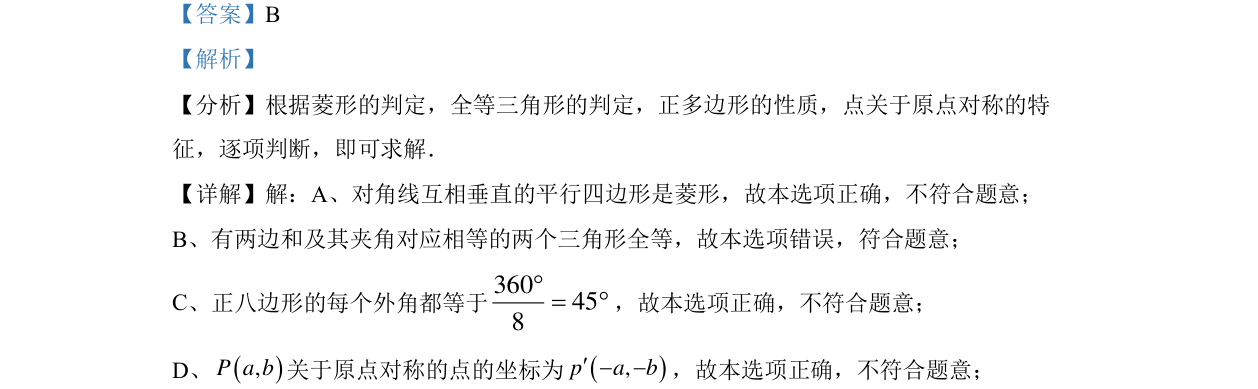 【答案】B
【解析】
【分析】根据菱形的判定，全等三角形的判定，正多边形的性质，点关于原点对称的特
征，逐项判断，即可求解．
【详解】解：A、对角线互相垂直的平行四边形是菱形，故本选项正确，不符合题意；
B、有两边和及其夹角对应相等的两个三角形全等，故本选项错误，符合题意；
C、正八边形的每个外角都等于360°/8=45°，故本选项正确，不符合题意；
D、P(a,b)关于原点对称的点的坐标为p′(−a,−b)，故本选项正确，不符合题意；